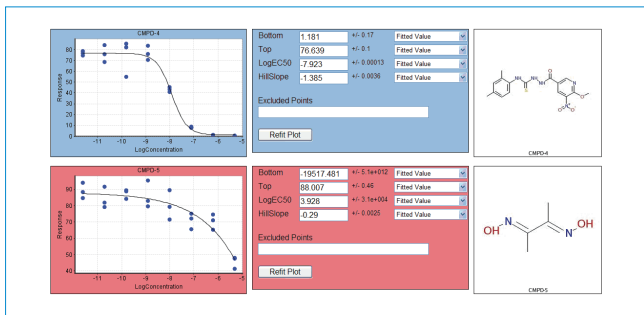 CMPD-4
Response
80
70
60
50
40
30
20
10
0
-11 -10 -9 -8 -7 -6 -5
LogConcentration
Bottom 1.181 +/- 0.17 Fitted Value
Top 76.639 +/- 0.1 Fitted Value
LogEC50 -7.923 +/- 0.00013 Fitted Value
HillSlope -1.385 +/- 0.0036 Fitted Value
Excluded Points
Refit Plot
NH
S
NH
NH
O
N
O
N+
O
O-
CMPD-4
CMPD-5
Response
90
80
70
60
50
40
-11 -10 -9 -8 -7 -6 -5
LogConcentration
Bottom -19517.481 +/- 5.1e+012 Fitted Value
Top 88.007 +/- 0.46 Fitted Value
LogEC50 3.928 +/- 3.1e+004 Fitted Value
HillSlope -0.29 +/- 0.0025 Fitted Value
Excluded Points
Refit Plot
OH
N
N
OH
CMPD-5